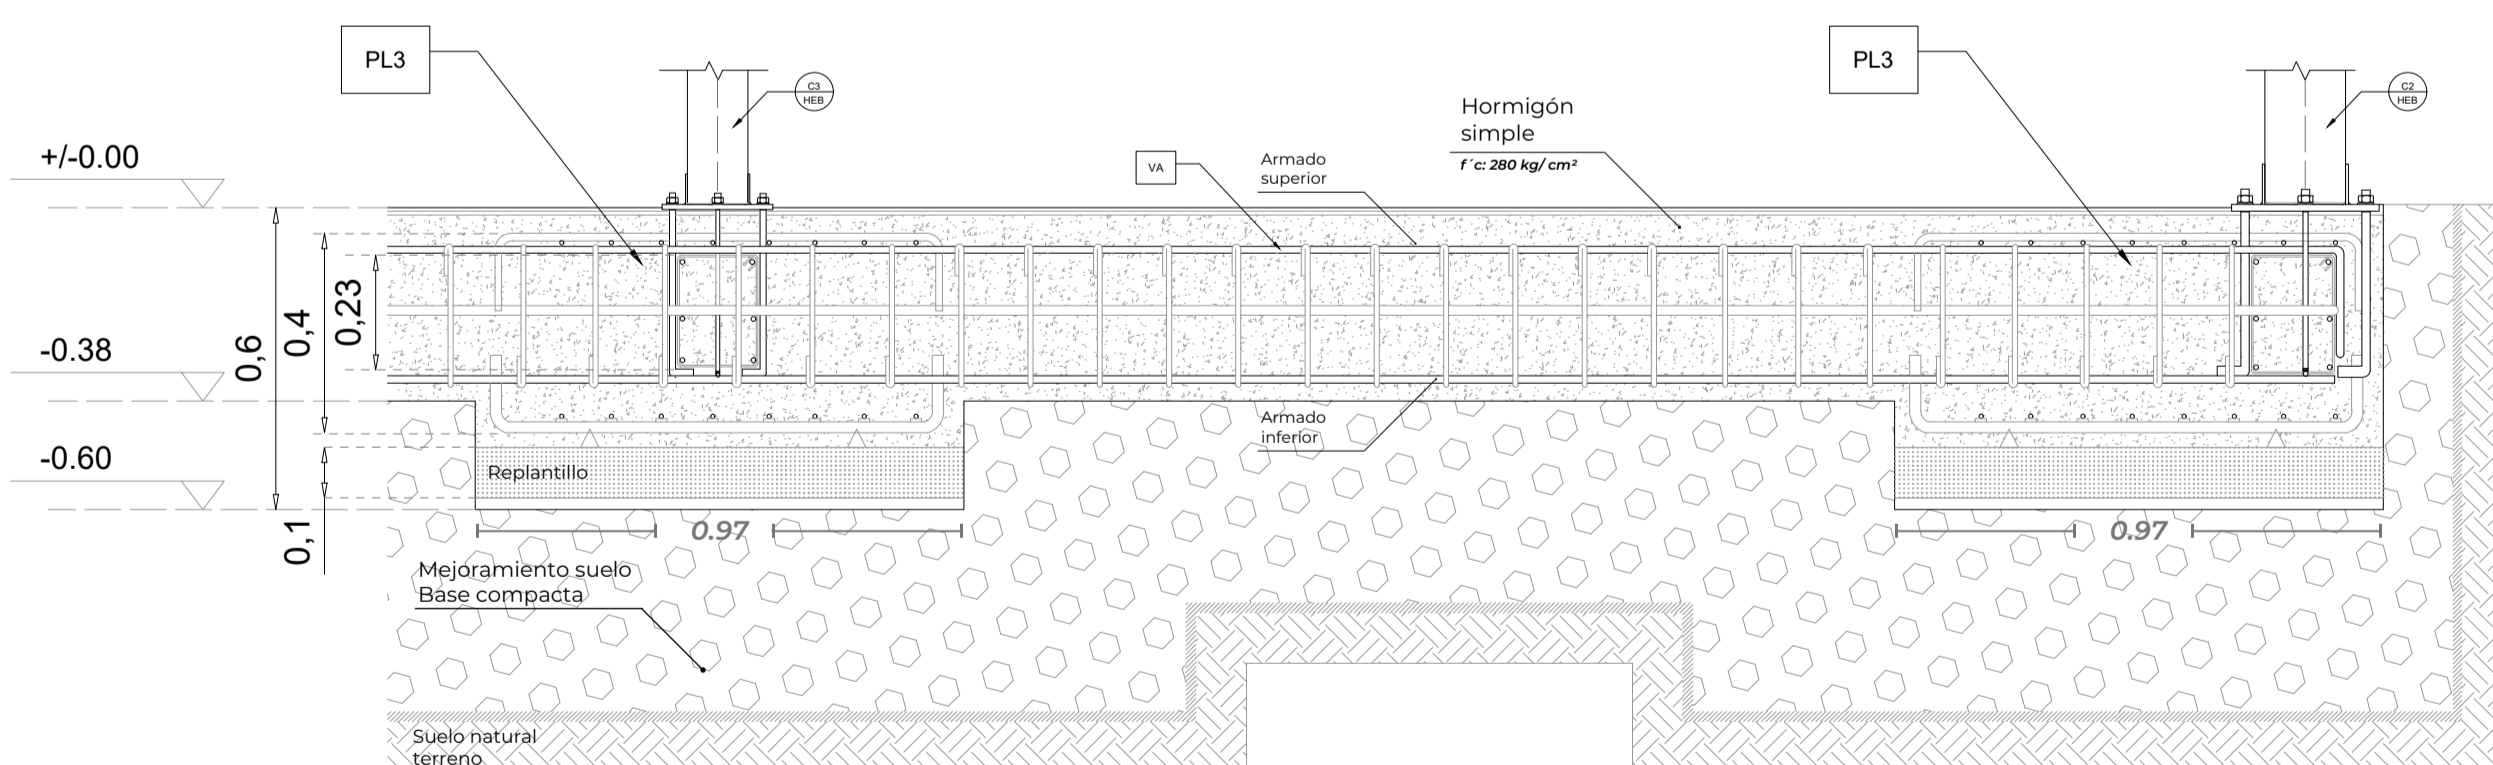 PL3
C3
HEB
PL3
C2
HEB
Hormigón
simple
f´c: 280 kg/cm²
+/-0.00
VA
Armado
superior
0,6
0,4
0,23
-0.38
Armado
inferior
-0.60
Replantillo
0,1
0.97
0.97
Mejoramiento suelo
Base compacta
Suelo natural
terreno